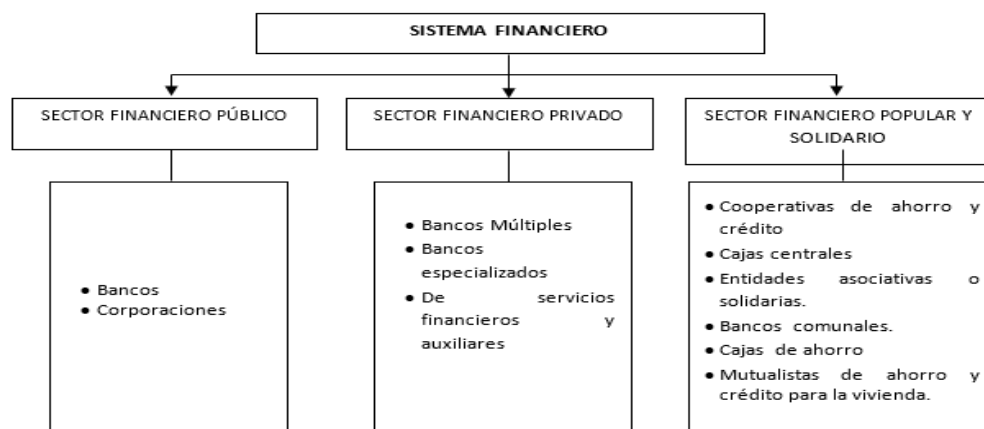 SISTEMA FINANCIERO
SECTOR FINANCIERO PÚBLICO
SECTOR FINANCIERO PRIVADO
SECTOR FINANCIERO POPULAR Y
SOLIDARIO
• Bancos
• Corporaciones
• Bancos Múltiples
• Bancos
especializados
• De servicios
financieros y
auxiliares
• Cooperativas de ahorro y
crédito
• Cajas centrales
• Entidades asociativas o
solidarias.
• Bancos comunales.
• Cajas de ahorro
• Mutualistas de ahorro y
crédito para la vivienda.